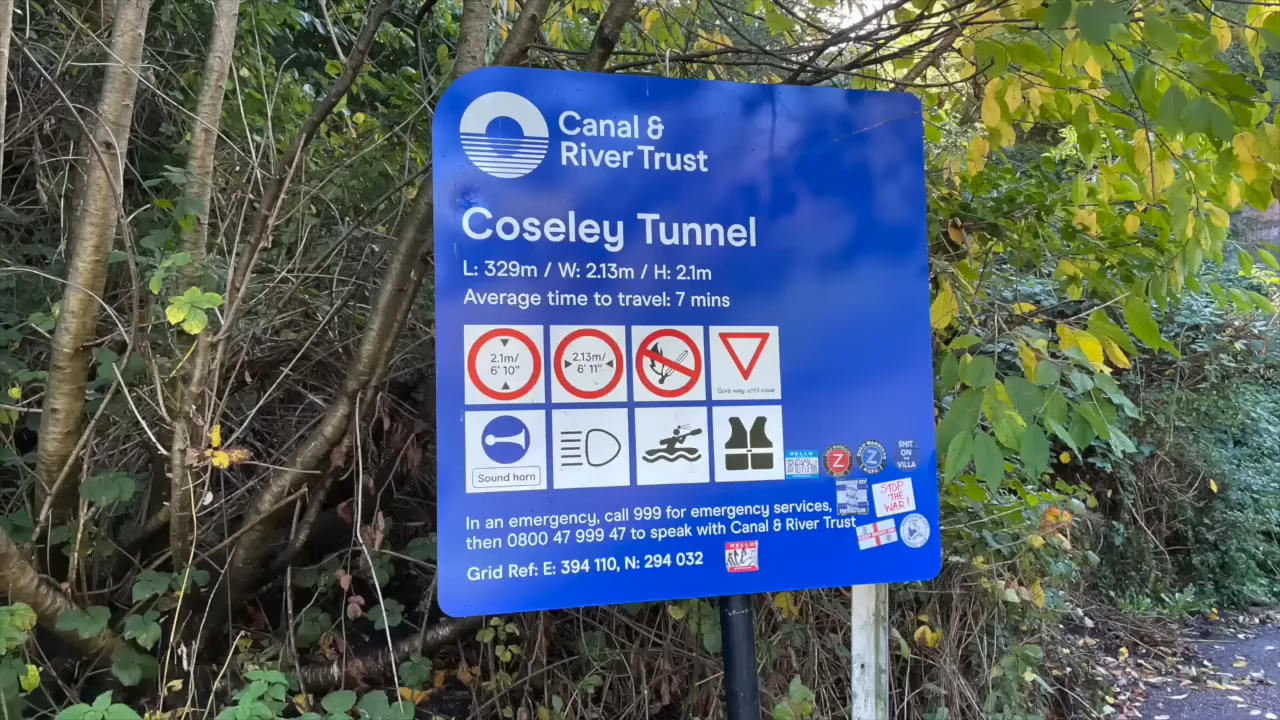 Canal &
River Trust
Coseley Tunnel
L: 329m / W: 2.13m / H: 2.1m
Average time to travel: 7 mins
2.1m/
6' 10"
2.13m/
6' 11"
Give way until clear
Sound horn
HELLO
Z
Z
SHIT
ON
THE
VILLA
STOP
THE
WAR!
In an emergency, call 999 for emergency services,
then 0800 47 999 47 to speak with Canal & River Trust
HELLO
Grid Ref: E: 394 110, N: 294 032